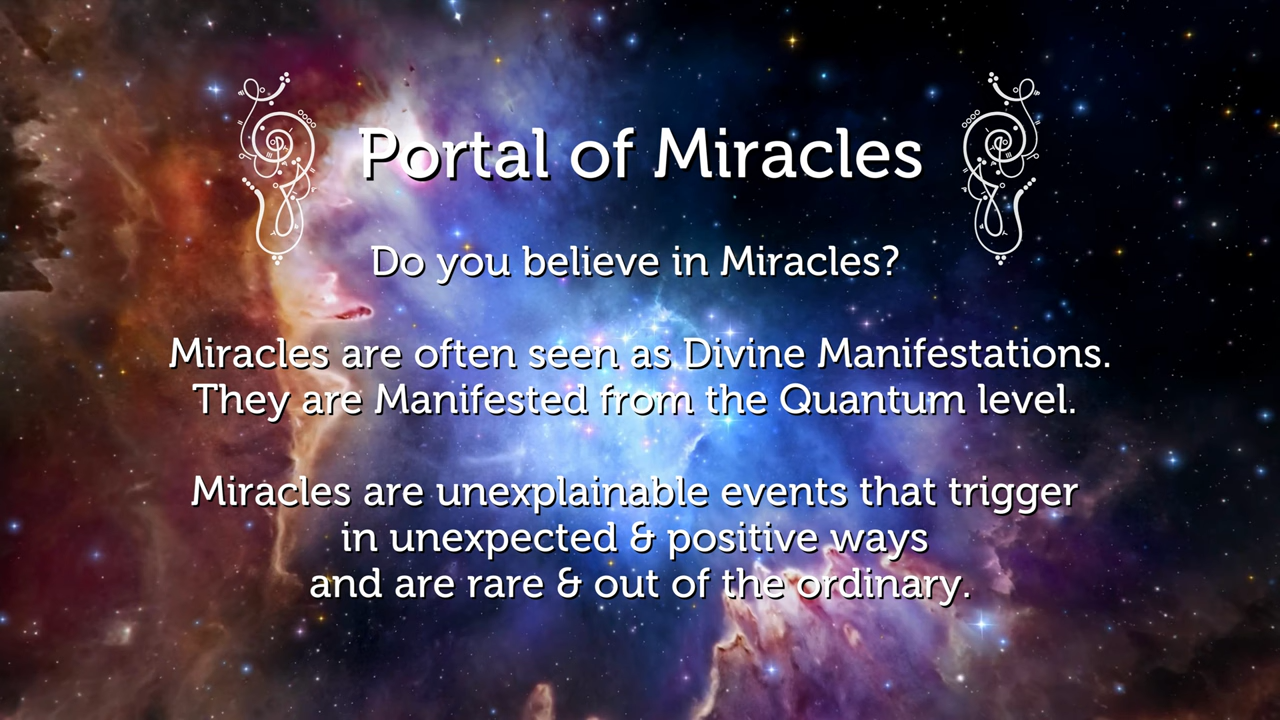 Portal of Miracles
Do you believe in Miracles?
Miracles are often seen as Divine Manifestations.
They are Manifested from the Quantum level.
Miracles are unexplainable events that trigger
in unexpected & positive ways
and are rare & out of the ordinary.